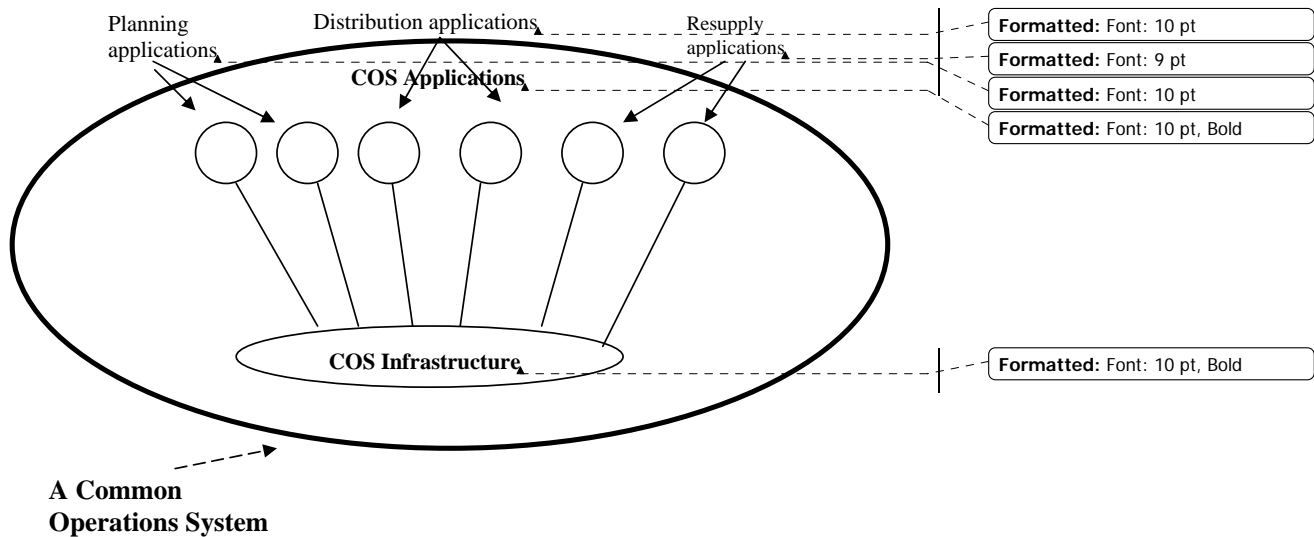 Planning
applications
Distribution applications
Resupply
applications
COS Applications
COS Infrastructure
A Common
Operations System
Formatted: Font: 10 pt
Formatted: Font: 9 pt
Formatted: Font: 10 pt
Formatted: Font: 10 pt, Bold
Formatted: Font: 10 pt, Bold